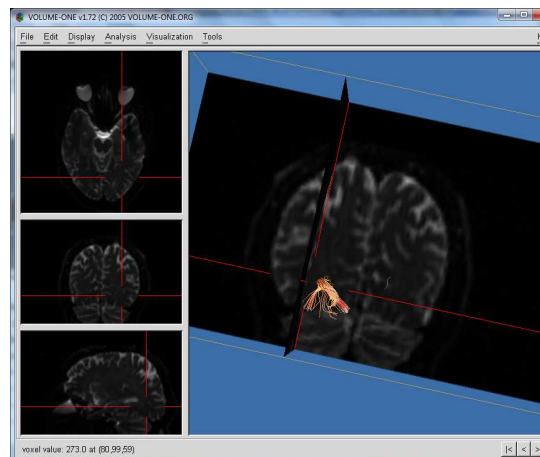 VOLUME-ONE v1.72 (C) 2005 VOLUME-ONE.ORG
File Edit Display Analysis Visualization Tools
voxel value: 273.0 at (80,99,59)
|< < >